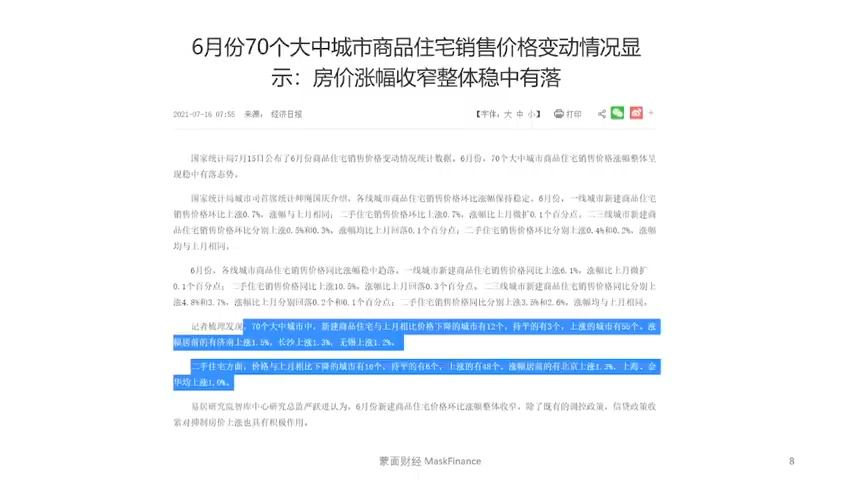 6月份70个大中城市商品住宅销售价格变动情况显
示：房价涨幅收窄整体稳中有落
2021-07-16 07:55 来源：经济日报 【字体：大 中 小】 打印 +
国家统计局7月15日公布了6月份商品住宅销售价格变动情况统计数据。6月份，70个大中城市商品住宅销售价格涨幅整体呈
现稳中有落态势。
国家统计局城市司首席统计师绳国庆介绍，各线城市商品住宅销售价格环比涨幅保持稳定。6月份，一线城市新建商品住宅
销售价格环比上涨0.7%，涨幅与上月相同；二手住宅销售价格环比上涨0.7%，涨幅比上月微扩0.1个百分点。二三线城市新建商
品住宅销售价格环比分别上涨0.5%和0.3%，涨幅均比上月回落0.1个百分点；二手住宅销售价格环比分别上涨0.4%和0.2%，涨幅
均与上月相同。
6月份，各线城市商品住宅销售价格同比涨幅稳中趋落。一线城市新建商品住宅销售价格同比上涨6.1%，涨幅比上月微扩
0.1个百分点；二手住宅销售价格同比上涨10.5%，涨幅比上月回落0.3个百分点。二三线城市新建商品住宅销售价格同比分别上
涨4.8%和3.7%，涨幅比上月分别回落0.2个和0.1个百分点；二手住宅销售价格同比分别上涨3.5%和2.6%，涨幅均与上月相同。
记者梳理发现，70个大中城市中，新建商品住宅与上月相比价格下降的城市有12个，持平的有3个，上涨的城市有55个。涨
幅居前的有济南上涨1.5%，长沙上涨1.3%，无锡上涨1.2%。
二手住宅方面，价格与上月相比下降的城市有16个，持平的有6个，上涨的有48个。涨幅居前的有北京上涨1.3%，上海、金
华均上涨1.0%。
易居研究院智库中心研究总监严跃进认为，6月份新建商品住宅价格环比涨幅整体收窄，除了既有的调控政策，信贷政策收
紧对抑制房价上涨也具有积极作用。
蒙面财经 MaskFinance
8